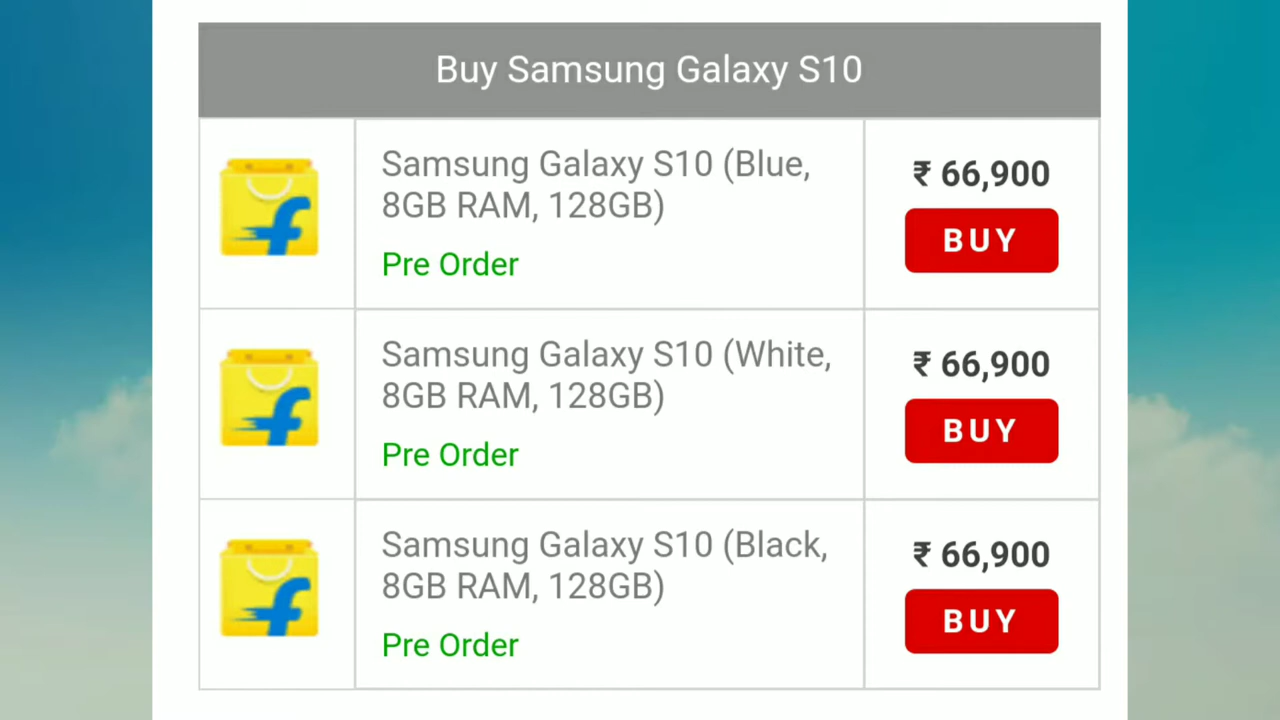 Buy Samsung Galaxy S10
Samsung Galaxy S10 (Blue,
8GB RAM, 128GB)
Pre Order
₹ 66,900
BUY
Samsung Galaxy S10 (White,
8GB RAM, 128GB)
Pre Order
₹ 66,900
BUY
Samsung Galaxy S10 (Black,
8GB RAM, 128GB)
Pre Order
₹ 66,900
BUY